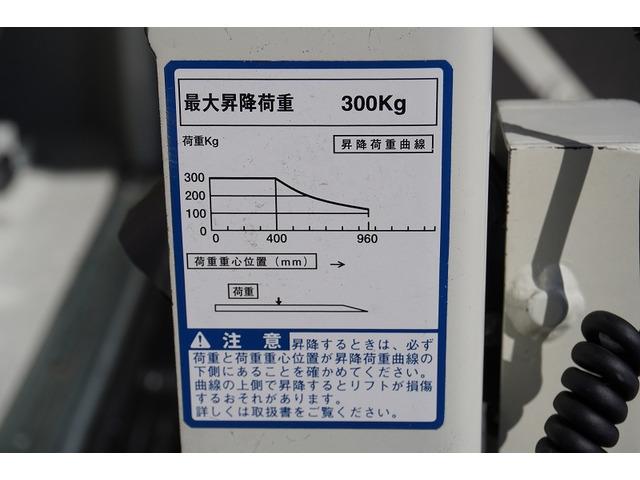 最大昇降荷重 300Kg
荷重Kg
昇降荷重曲線
300
200
100
0
0 400 960
荷重重心位置（mm） →
荷重
注意 昇降するときは、必ず
荷重と荷重重心位置が昇降荷重曲線の
下側にあることを確かめてください。
曲線の上側で昇降するとリフトが損傷
するおそれがあります。
詳しくは取扱書をご覧ください。